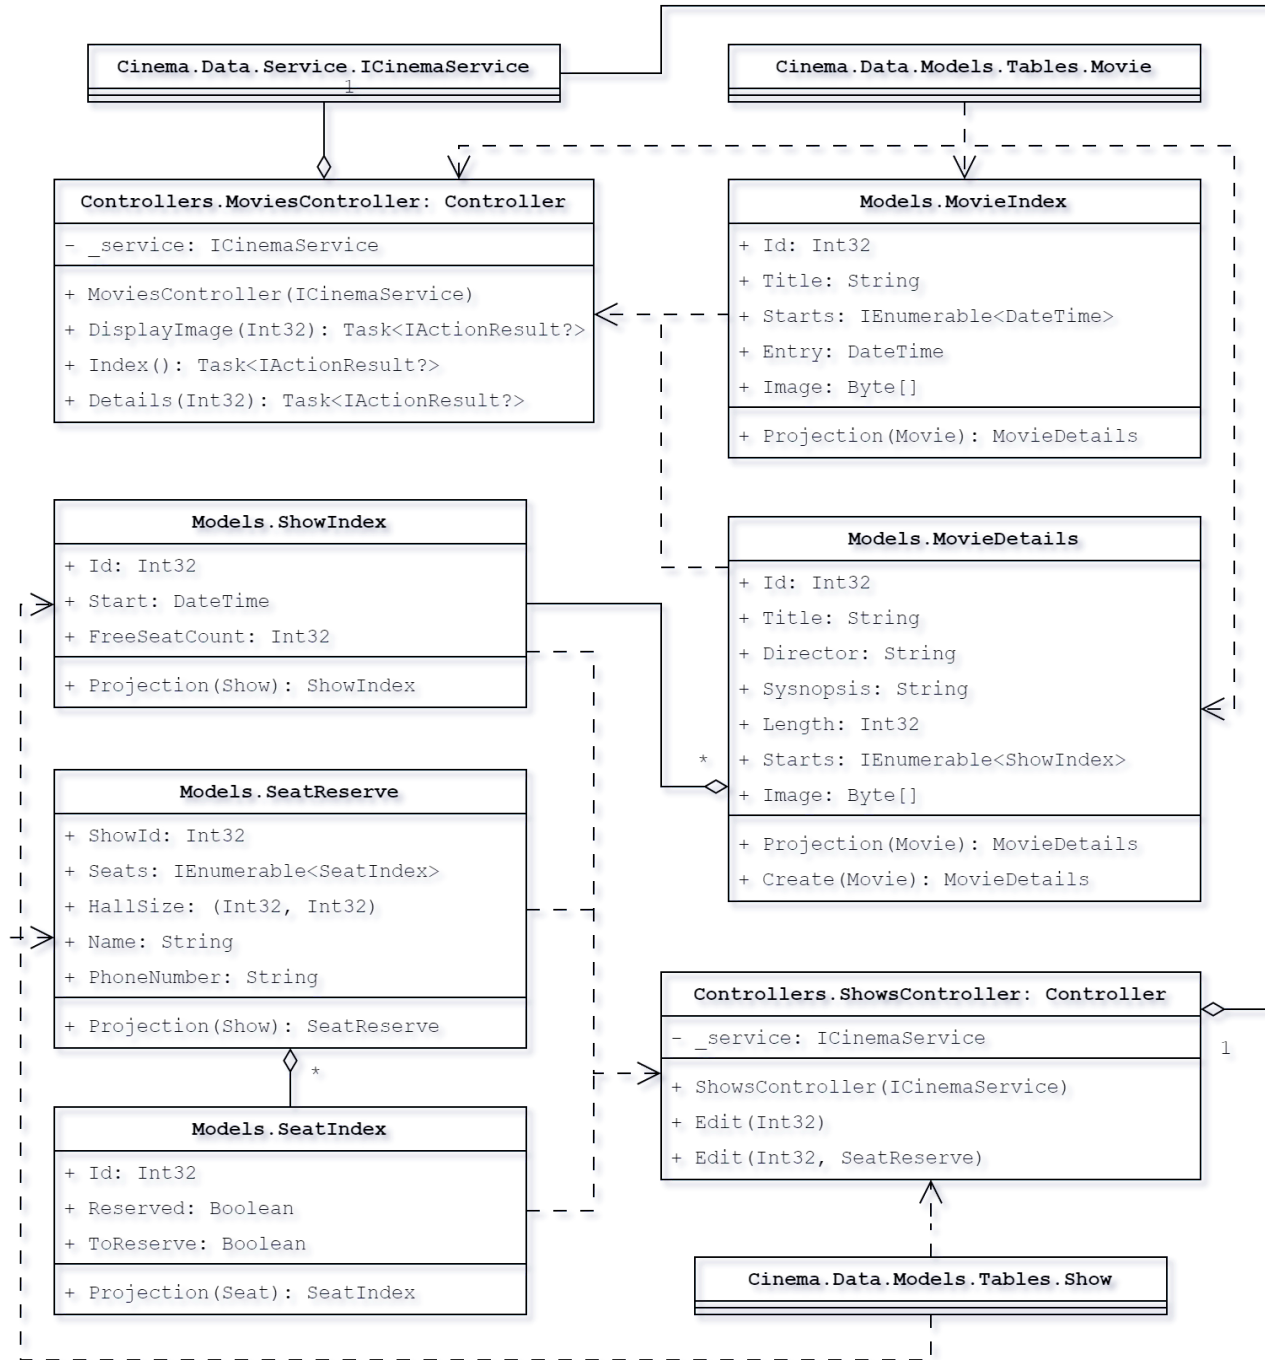 Cinema.Data.Service.ICinemaService
1
Cinema.Data.Models.Tables.Movie
Controllers.MoviesController: Controller
- _service: ICinemaService
+ MoviesController(ICinemaService)
+ DisplayImage(Int32): Task<IActionResult?>
+ Index(): Task<IActionResult?>
+ Details(Int32): Task<IActionResult?>
Models.MovieIndex
+ Id: Int32
+ Title: String
+ Starts: IEnumerable<DateTime>
+ Entry: DateTime
+ Image: Byte[]
+ Projection(Movie): MovieDetails
Models.ShowIndex
+ Id: Int32
+ Start: DateTime
+ FreeSeatCount: Int32
+ Projection(Show): ShowIndex
Models.MovieDetails
+ Id: Int32
+ Title: String
+ Director: String
+ Sysnopsis: String
+ Length: Int32
+ Starts: IEnumerable<ShowIndex>
+ Image: Byte[]
+ Projection(Movie): MovieDetails
+ Create(Movie): MovieDetails
*
Models.SeatReserve
+ ShowId: Int32
+ Seats: IEnumerable<SeatIndex>
+ HallSize: (Int32, Int32)
+ Name: String
+ PhoneNumber: String
+ Projection(Show): SeatReserve
*
Controllers.ShowsController: Controller
- _service: ICinemaService
+ ShowsController(ICinemaService)
+ Edit(Int32)
+ Edit(Int32, SeatReserve)
1
Models.SeatIndex
+ Id: Int32
+ Reserved: Boolean
+ ToReserve: Boolean
+ Projection(Seat): SeatIndex
Cinema.Data.Models.Tables.Show